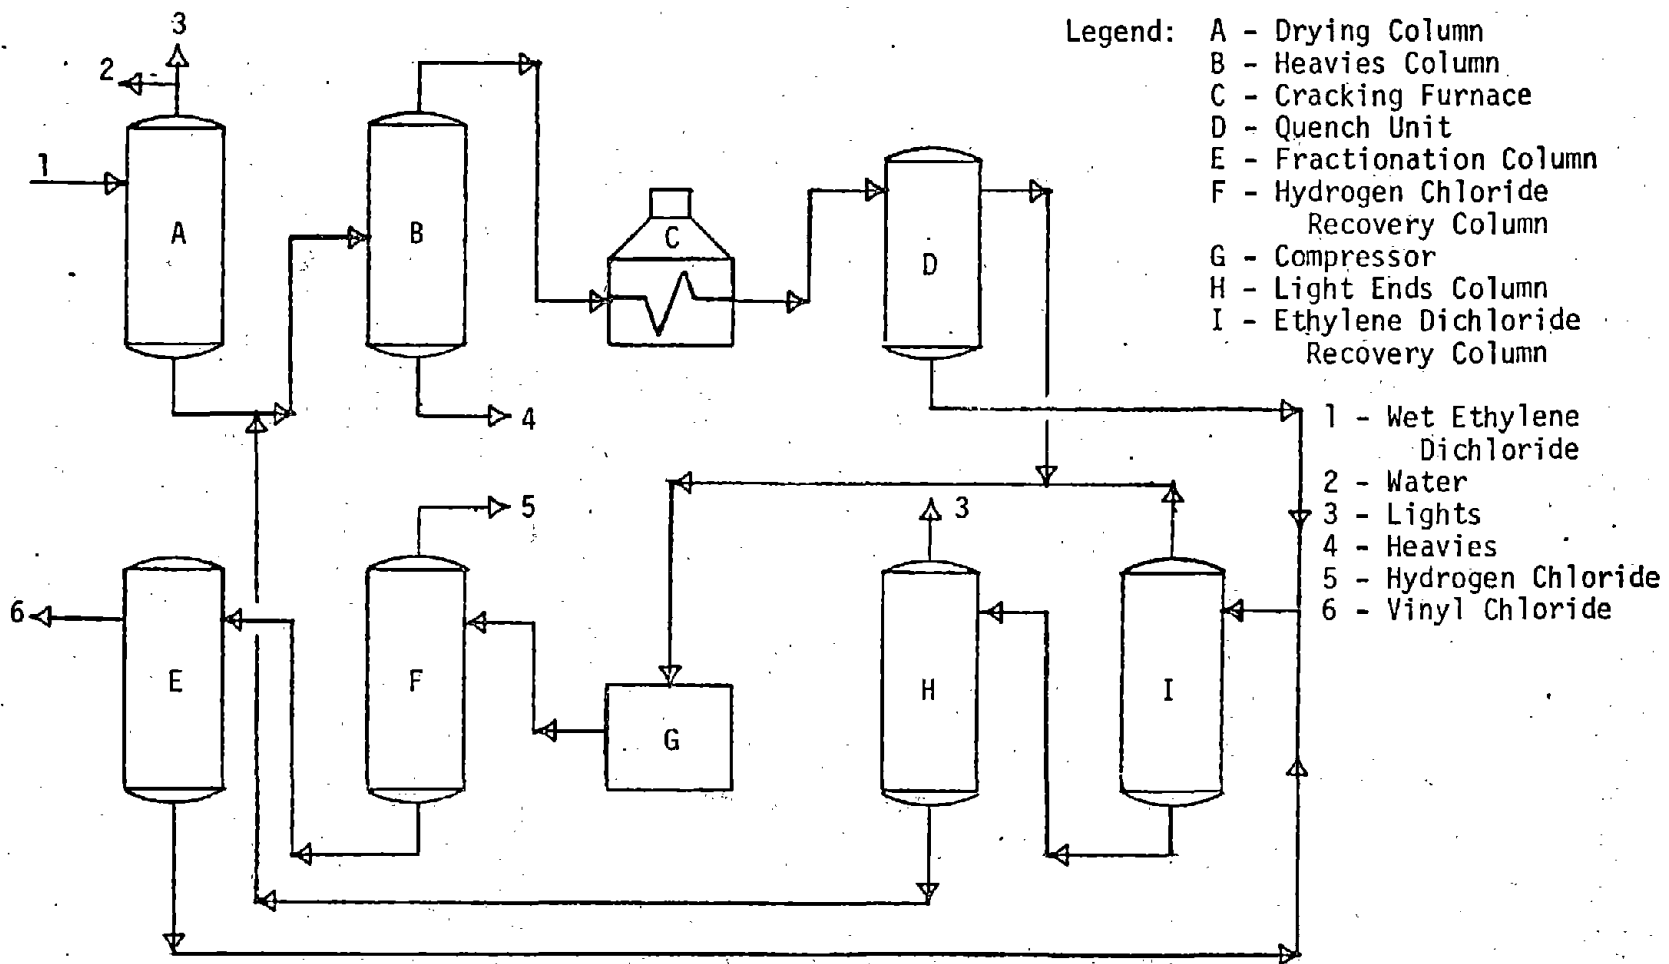 3
2
1
A
B
C
D
4
5
3
6
E
F
G
H
I
Legend: A - Drying Column
B - Heavies Column
C - Cracking Furnace
D - Quench Unit
E - Fractionation Column
F - Hydrogen Chloride
Recovery Column
G - Compressor
H - Light Ends Column
I - Ethylene Dichloride
Recovery Column
1 - Wet Ethylene
Dichloride
2 - Water
3 - Lights
4 - Heavies
5 - Hydrogen Chloride
6 - Vinyl Chloride